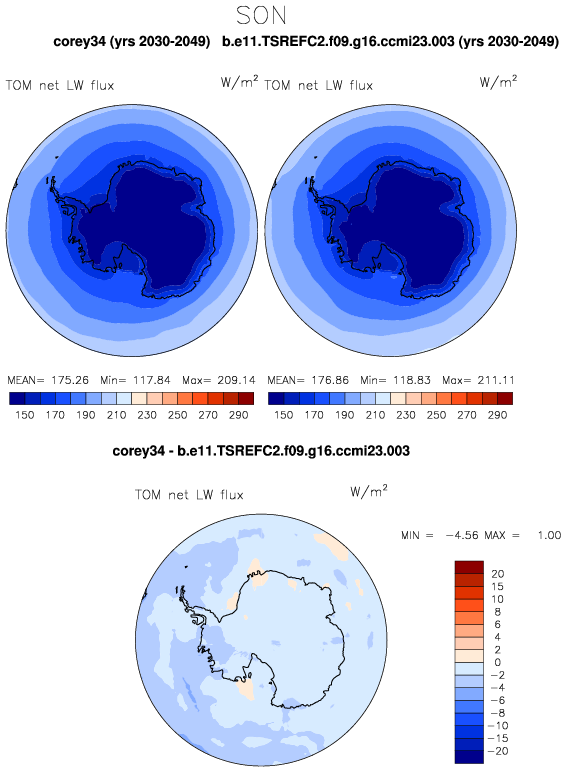 SON
corey34 (yrs 2030-2049) b.e11.TSREFC2.f09.g16.ccmi23.003 (yrs 2030-2049)
TOM net LW flux W/m² TOM net LW flux W/m²
MEAN= 175.26 Min= 117.84 Max= 209.14 MEAN= 176.86 Min= 118.83 Max= 211.11
150 170 190 210 230 250 270 290 150 170 190 210 230 250 270 290
corey34 - b.e11.TSREFC2.f09.g16.ccmi23.003
TOM net LW flux W/m²
MIN = -4.56 MAX = 1.00
20
15
10
8
6
4
2
0
-2
-4
-6
-8
-10
-15
-20